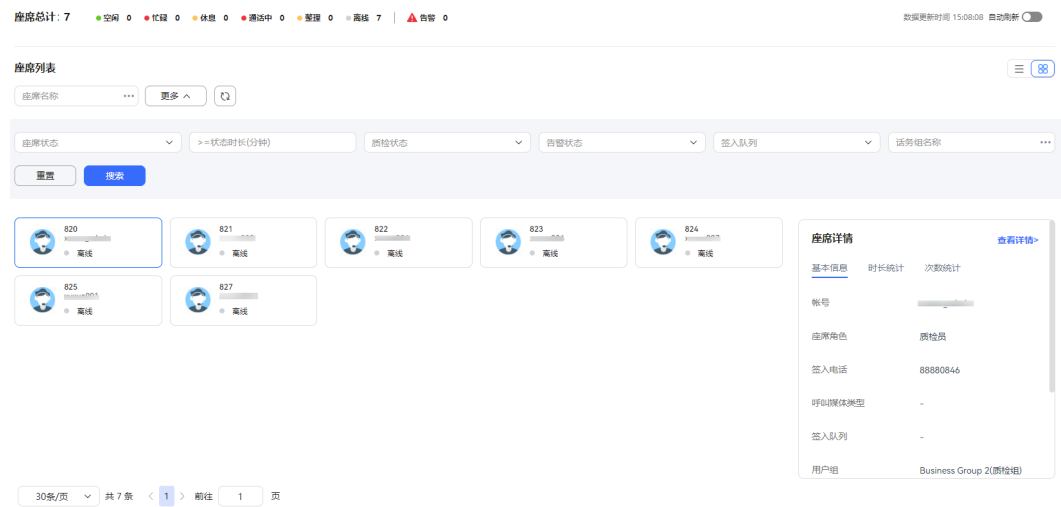 座席总计: 7 空闲 0 忙碌 0 休息 0 通话中 0 整理 0 离线 7 告警 0 数据更新时间 15:08:08 自动刷新
座席列表
座席名称 ··· 更多
座席状态 >=状态时长(分钟) 质检状态 告警状态 签入队列 话务组名称 ···
重置 搜索
820
离线
821
离线
822
离线
823
离线
824
离线
825
离线
827
离线
座席详情 查看详情>
基本信息 时长统计 次数统计
帐号
座席角色 质检员
签入电话 88880846
呼叫媒体类型 -
签入队列 -
用户组 Business Group 2(质检组)
30条/页 共 7 条 < 1 > 前往 1 页